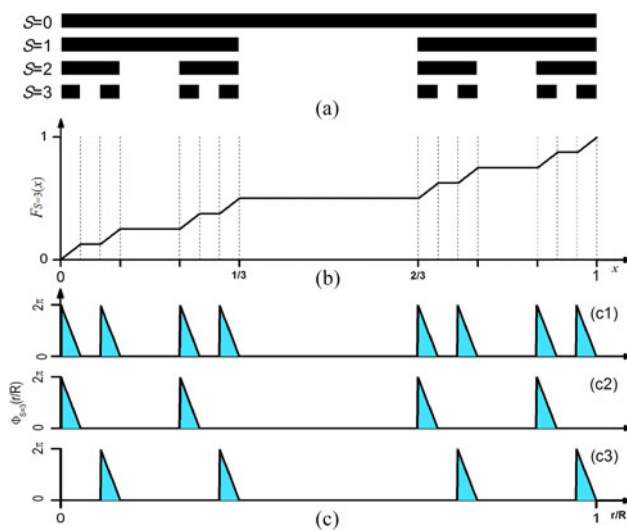 S=0
S=1
S=2
S=3
(a)
1
F_{S=3}(x)
0
0 1/3 2/3 1 x
(b)
2π (c1)
0
2π (c2)
Φ_{S=3}(r/R)
0
2π (c3)
0
0 1 r/R
(c)